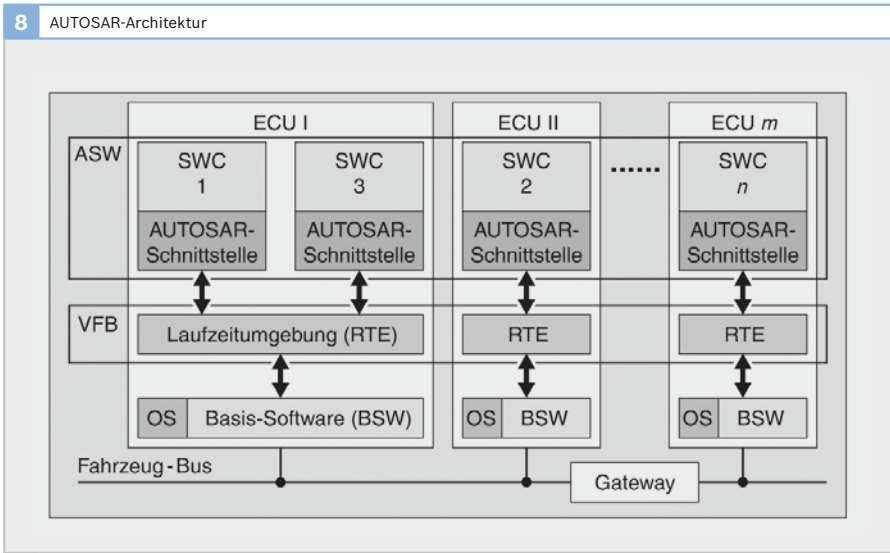 8 AUTOSAR-Architektur
ECU I
ECU II
ECU m
ASW
SWC
1
SWC
3
SWC
2
......
SWC
n
AUTOSAR-
Schnittstelle
AUTOSAR-
Schnittstelle
AUTOSAR-
Schnittstelle
AUTOSAR-
Schnittstelle
VFB
Laufzeitumgebung (RTE)
RTE
RTE
OS
Basis-Software (BSW)
OS
BSW
OS
BSW
Fahrzeug-Bus
Gateway